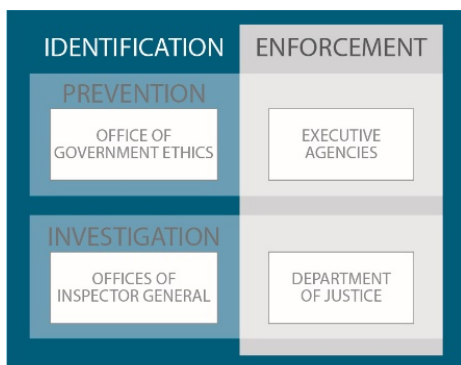 IDENTIFICATION ENFORCEMENT
PREVENTION
OFFICE OF
GOVERNMENT ETHICS
EXECUTIVE
AGENCIES
INVESTIGATION
OFFICES OF
INSPECTOR GENERAL
DEPARTMENT
OF JUSTICE